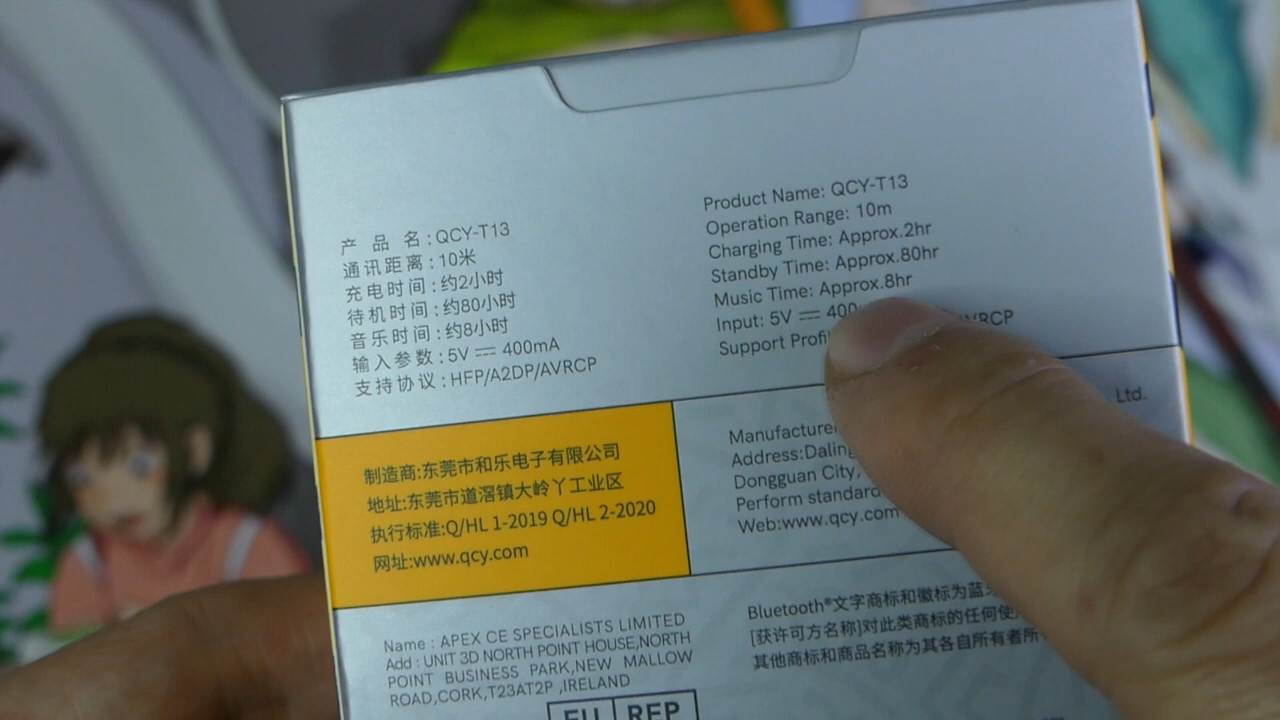 产品名:QCY-T13
通讯距离:10米
充电时间:约2小时
待机时间:约80小时
音乐时间:约8小时
输入参数:5V ⎓ 400mA
支持协议:HFP/A2DP/AVRCP
Product Name: QCY-T13
Operation Range: 10m
Charging Time: Approx.2hr
Standby Time: Approx.80hr
Music Time: Approx.8hr
Input: 5V ⎓ 400
Support
制造商:东莞市和乐电子有限公司
地址:东莞市道滘镇大岭丫工业区
执行标准:Q/HL 1-2019 Q/HL 2-2020
网址:www.qcy.com
Ltd.
Address:
Dongguan City,
Perform standard
Web:www.qcy.com
Name : APEX CE SPECIALISTS LIMITED
Add : UNIT 3D NORTH POINT HOUSE,NORTH
POINT BUSINESS PARK,NEW MALLOW
ROAD,CORK,T23AT2P ,IRELAND
EU REP
Bluetooth®文字商标和徽标为蓝
[获许可方名称]对此类商标的任何使
其他商标和商品名称为其各自所有者所